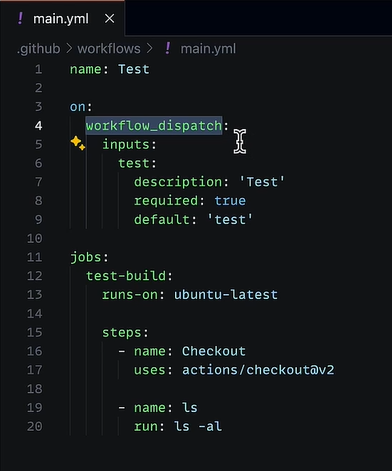 ! main.yml ×
.github > workflows > ! main.yml
1 name: Test
2
3 on:
4   workflow_dispatch:
5     inputs:
6       test:
7         description: 'Test'
8         required: true
9         default: 'test'
10
11 jobs:
12   test-build:
13     runs-on: ubuntu-latest
14
15     steps:
16       - name: Checkout
17         uses: actions/checkout@v2
18
19       - name: ls
20         run: ls -al